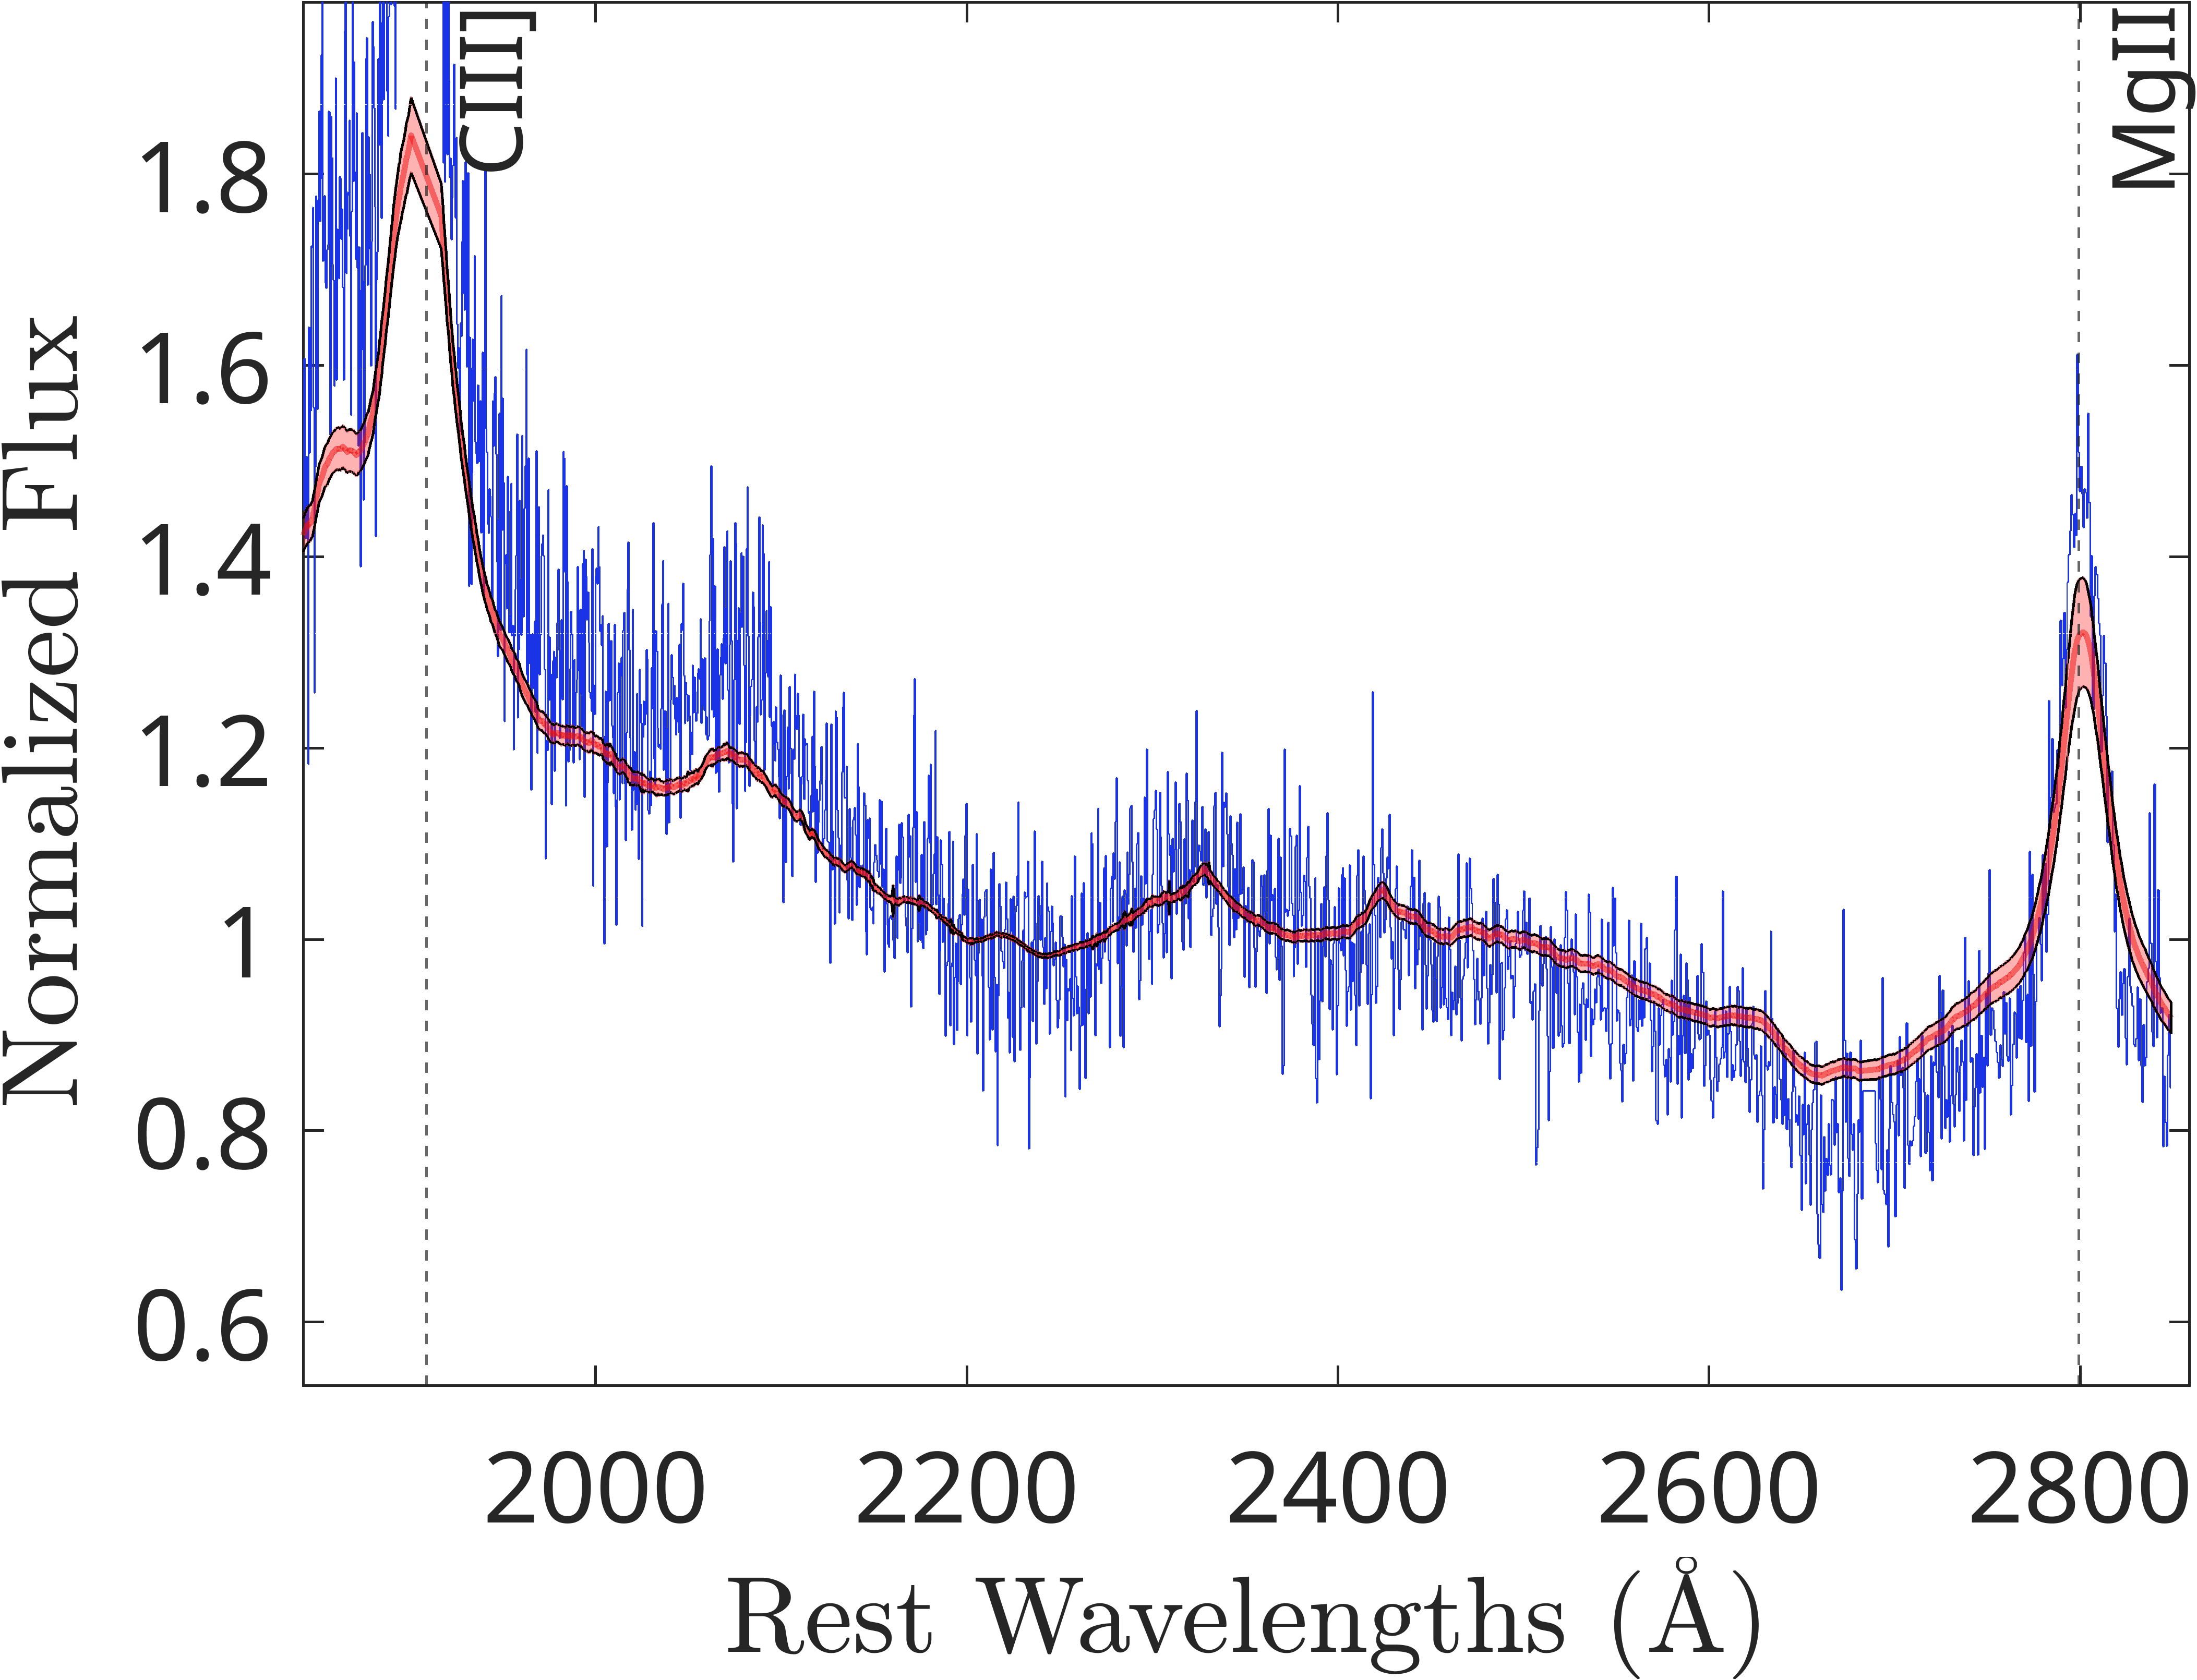 CIII]
MgII
Normalized Flux
1.8
1.6
1.4
1.2
1
0.8
0.6
2000 2200 2400 2600 2800
Rest Wavelengths (Å)